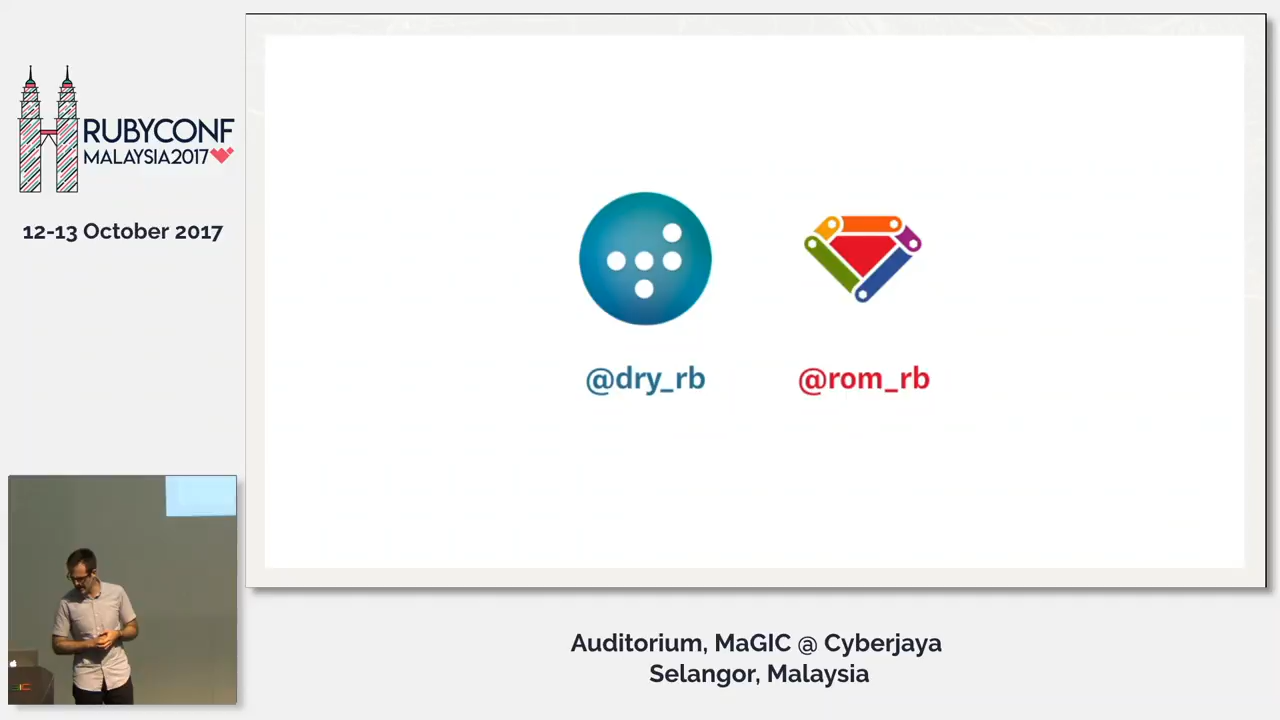 RUBYCONF
MALAYSIA2017
12-13 October 2017
@dry_rb
@rom_rb
Auditorium, MaGIC @ Cyberjaya
Selangor, Malaysia